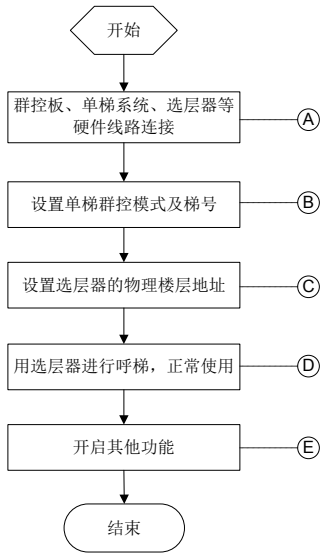 开始
群控板、单梯系统、选层器等
硬件线路连接
A
设置单梯群控模式及梯号
B
设置选层器的物理楼层地址
C
用选层器进行呼梯，正常使用
D
开启其他功能
E
结束